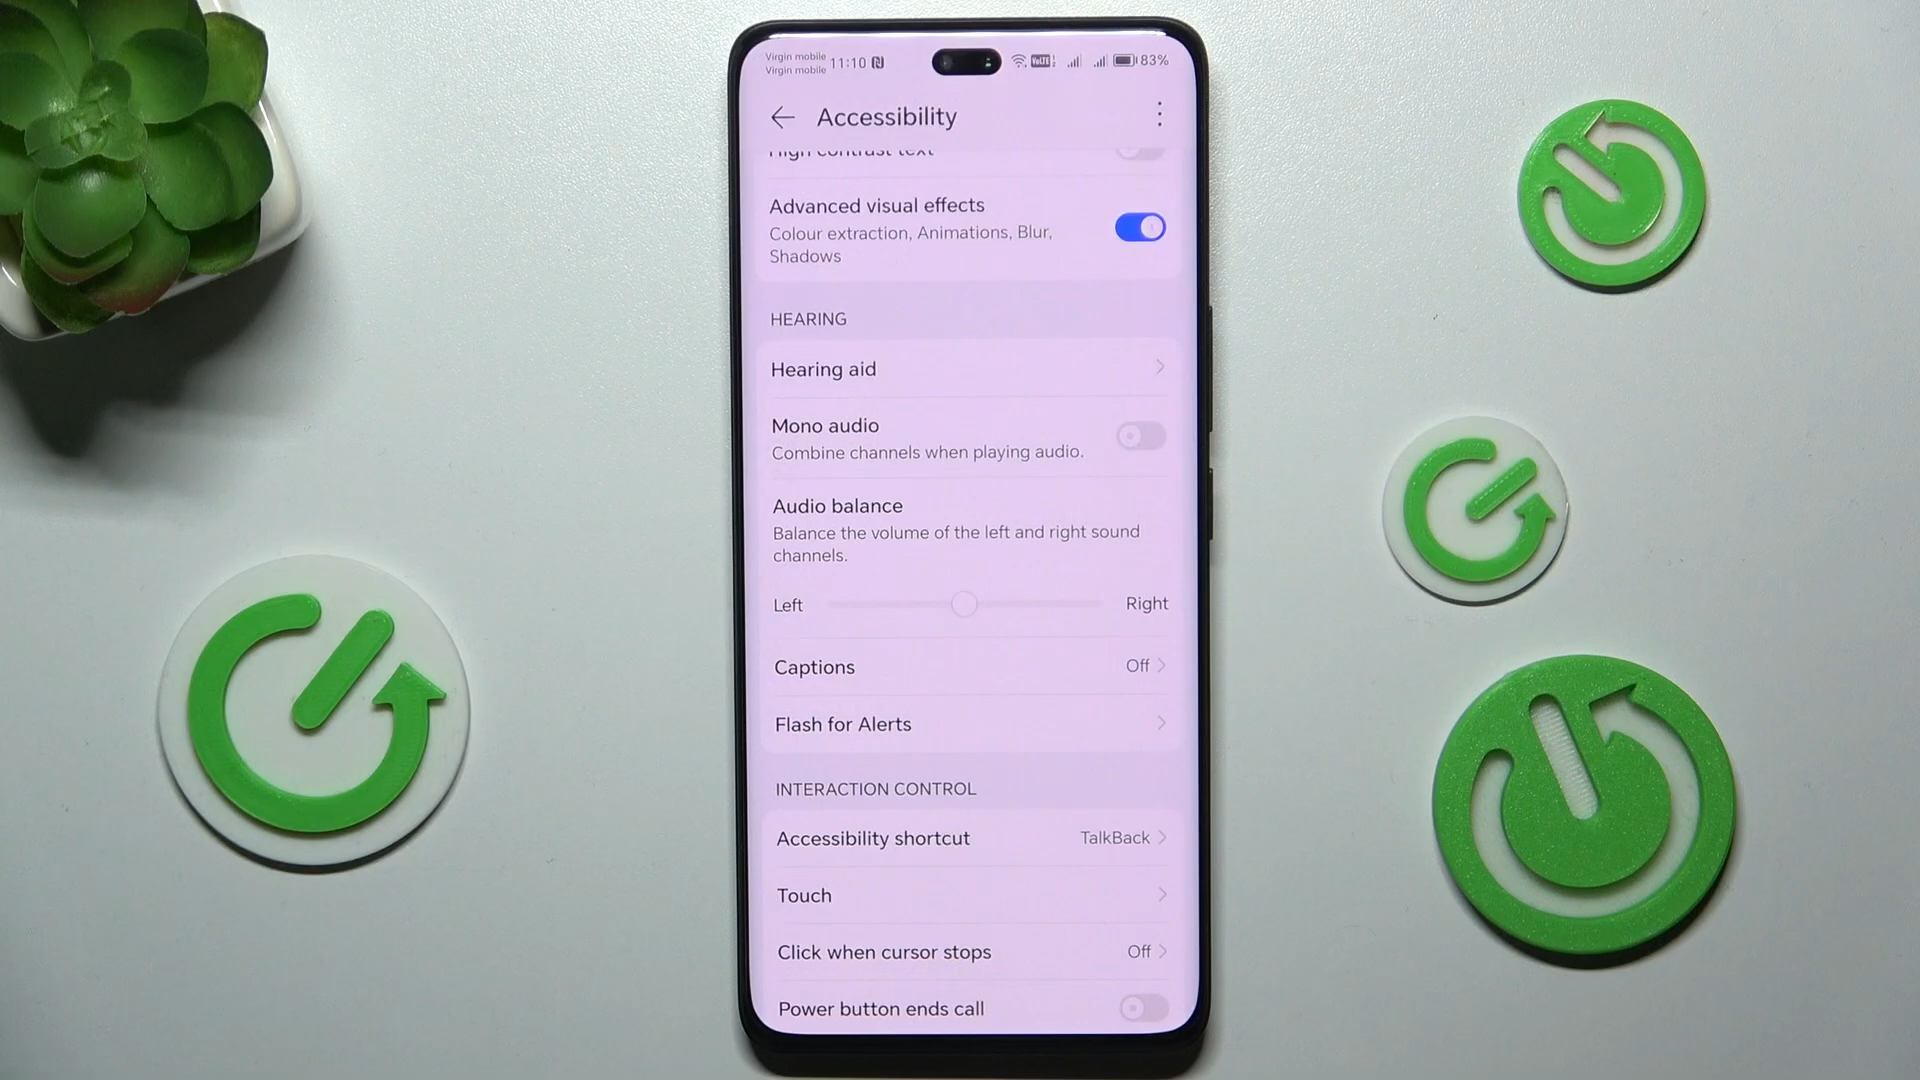 Virgin mobile
Virgin mobile
11:10
VoLTE
83%
Accessibility
High contrast text
Advanced visual effects
Colour extraction, Animations, Blur,
Shadows
HEARING
Hearing aid
Mono audio
Combine channels when playing audio.
Audio balance
Balance the volume of the left and right sound
channels.
Left
Right
Captions
Off
Flash for Alerts
INTERACTION CONTROL
Accessibility shortcut
TalkBack
Touch
Click when cursor stops
Off
Power button ends call